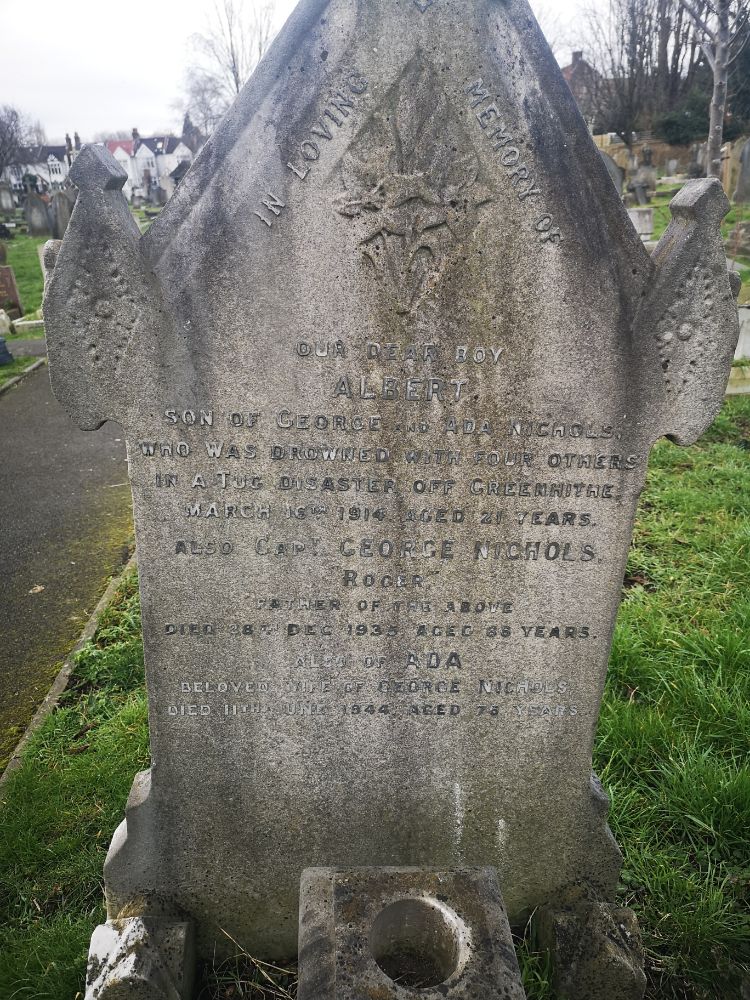 IN LOVING MEMORY OF
OUR DEAR BOY
ALBERT
SON OF GEORGE AND ADA NICHOLS,
WHO WAS DROWNED WITH FOUR OTHERS
IN A TUG DISASTER OFF GREENHITHE,
MARCH 16TH 1914, AGED 21 YEARS.
ALSO CAPT. GEORGE NICHOLS.
"ROGER"
FATHER OF THE ABOVE
DIED 28TH DEC 1935 AGED 68 YEARS.
ALSO OF ADA
BELOVED WIFE OF GEORGE NICHOLS
DIED 11TH JUNE 1944, AGED 75 YEARS.